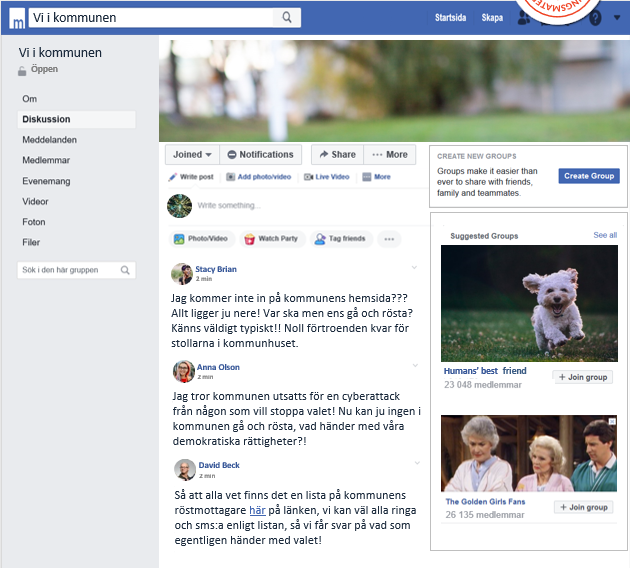 m Vi i kommunen
Startsida Skapa
?
Vi i kommunen
Öppen
Om
Diskussion
Meddelanden
Medlemmar
Evenemang
Videor
Foton
Filer
Sök i den här gruppen
Joined Notifications Share ••• More
Write post Add photo/video Live Video More
Write something...
Photo/Video Watch Party Tag friends
Stacy Brian
2 min
Jag kommer inte in på kommunens hemsida???
Allt ligger ju nere! Var ska men ens gå och rösta?
Känns väldigt typiskt!! Noll förtroenden kvar för
stollarna i kommunhuset.
Anna Olson
2 min
Jag tror kommunen utsatts för en cyberattack
från någon som vill stoppa valet! Nu kan ju ingen i
kommunen gå och rösta, vad händer med våra
demokratiska rättigheter?!
David Beck
2 min
Så att alla vet finns det en lista på kommunens
röstmottagare här på länken, vi kan väl alla ringa
och sms:a enligt listan, så vi får svar på vad som
egentligen händer med valet!
CREATE NEW GROUPS
Groups make it easier than
ever to share with friends,
family and teammates.
Create Group
Suggested Groups See all
Humans' best friend
23 048 medlemmar
+ Join group
The Golden Girls Fans
26 135 medlemmar
+ Join group